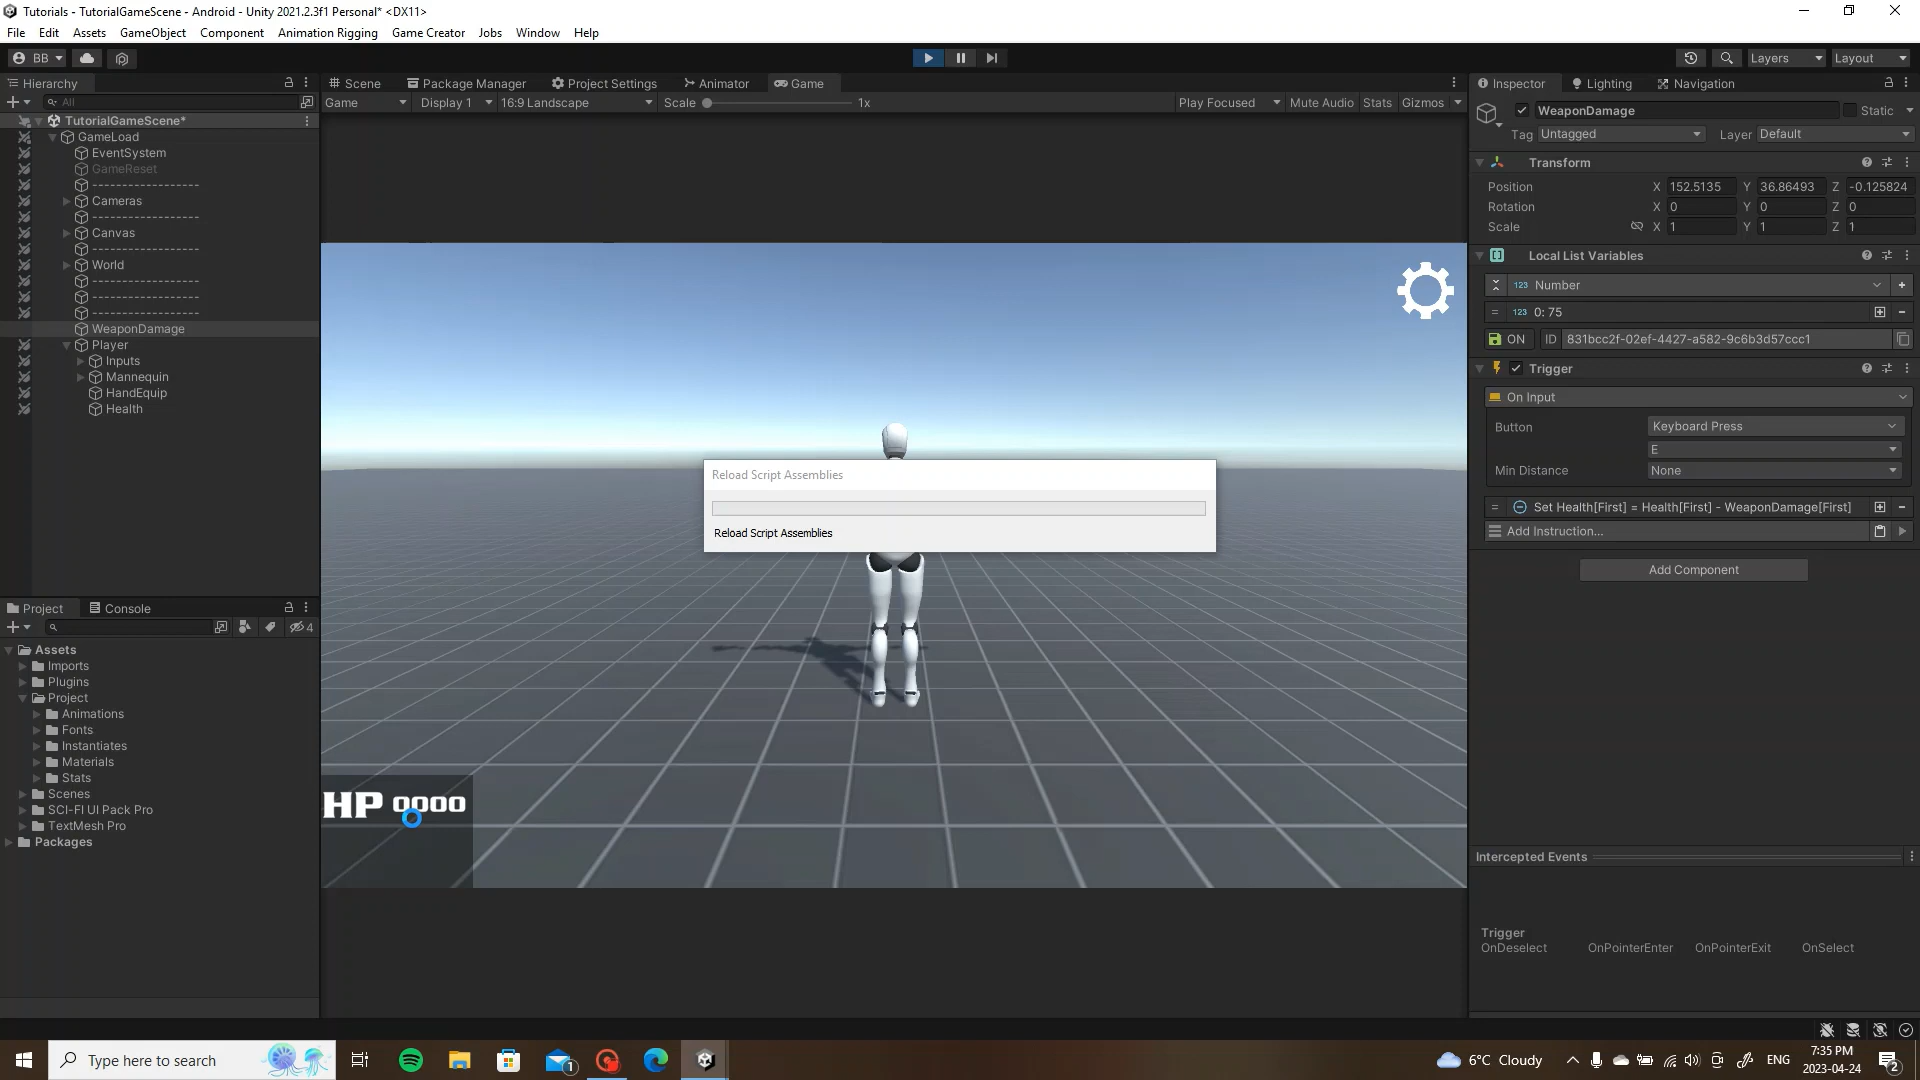 Tutorials - TutorialGameScene - Android - Unity 2021.2.3f1 Personal* <DX11>
File Edit Assets GameObject Component Animation Rigging Game Creator Jobs Window Help
BB Layers Layout
Hierarchy Scene Package Manager Project Settings Animator Game Inspector Lighting Navigation
All Game Display 1 16:9 Landscape Scale 1x Play Focused Mute Audio Stats Gizmos
WeaponDamage Static
Tag Untagged Layer Default
TutorialGameScene*
GameLoad
EventSystem
GameReset
------------------
Cameras
------------------
Canvas
------------------
World
------------------
------------------
------------------
WeaponDamage
Player
Inputs
Mannequin
HandEquip
Health
Transform
Position X 152.5135 Y 36.86493 Z -0.125824
Rotation X 0 Y 0 Z 0
Scale X 1 Y 1 Z 1
Local List Variables
123 Number
= 123 0: 75
ON ID 831bcc2f-02ef-4427-a582-9c6b3d57ccc1
Trigger
On Input
Button Keyboard Press
E
Min Distance None
= Set Health[First] = Health[First] - WeaponDamage[First]
Add Instruction...
Add Component
Reload Script Assemblies
Reload Script Assemblies
HP 0000
Project Console
4
Assets
Imports
Plugins
Project
Animations
Fonts
Instantiates
Materials
Stats
Scenes
SCI-FI UI Pack Pro
TextMesh Pro
Packages
Intercepted Events
Trigger
OnDeselect OnPointerEnter OnPointerExit OnSelect
Type here to search 1 6°C Cloudy ENG 7:35 PM 2023-04-24 2